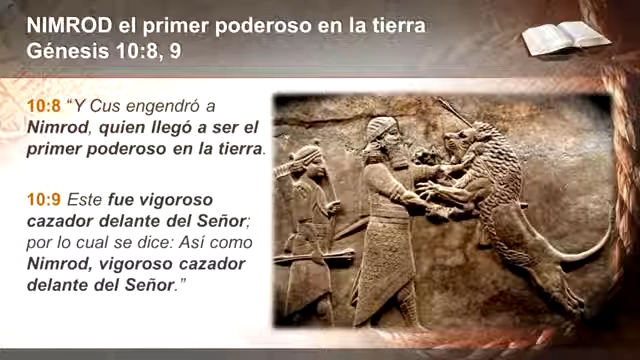 NIMROD el primer poderoso en la tierra
Génesis 10:8, 9
10:8 “Y Cus engendró a
Nimrod, quien llegó a ser el
primer poderoso en la tierra.
10:9 Este fue vigoroso
cazador delante del Señor;
por lo cual se dice: Así como
Nimrod, vigoroso cazador
delante del Señor.”